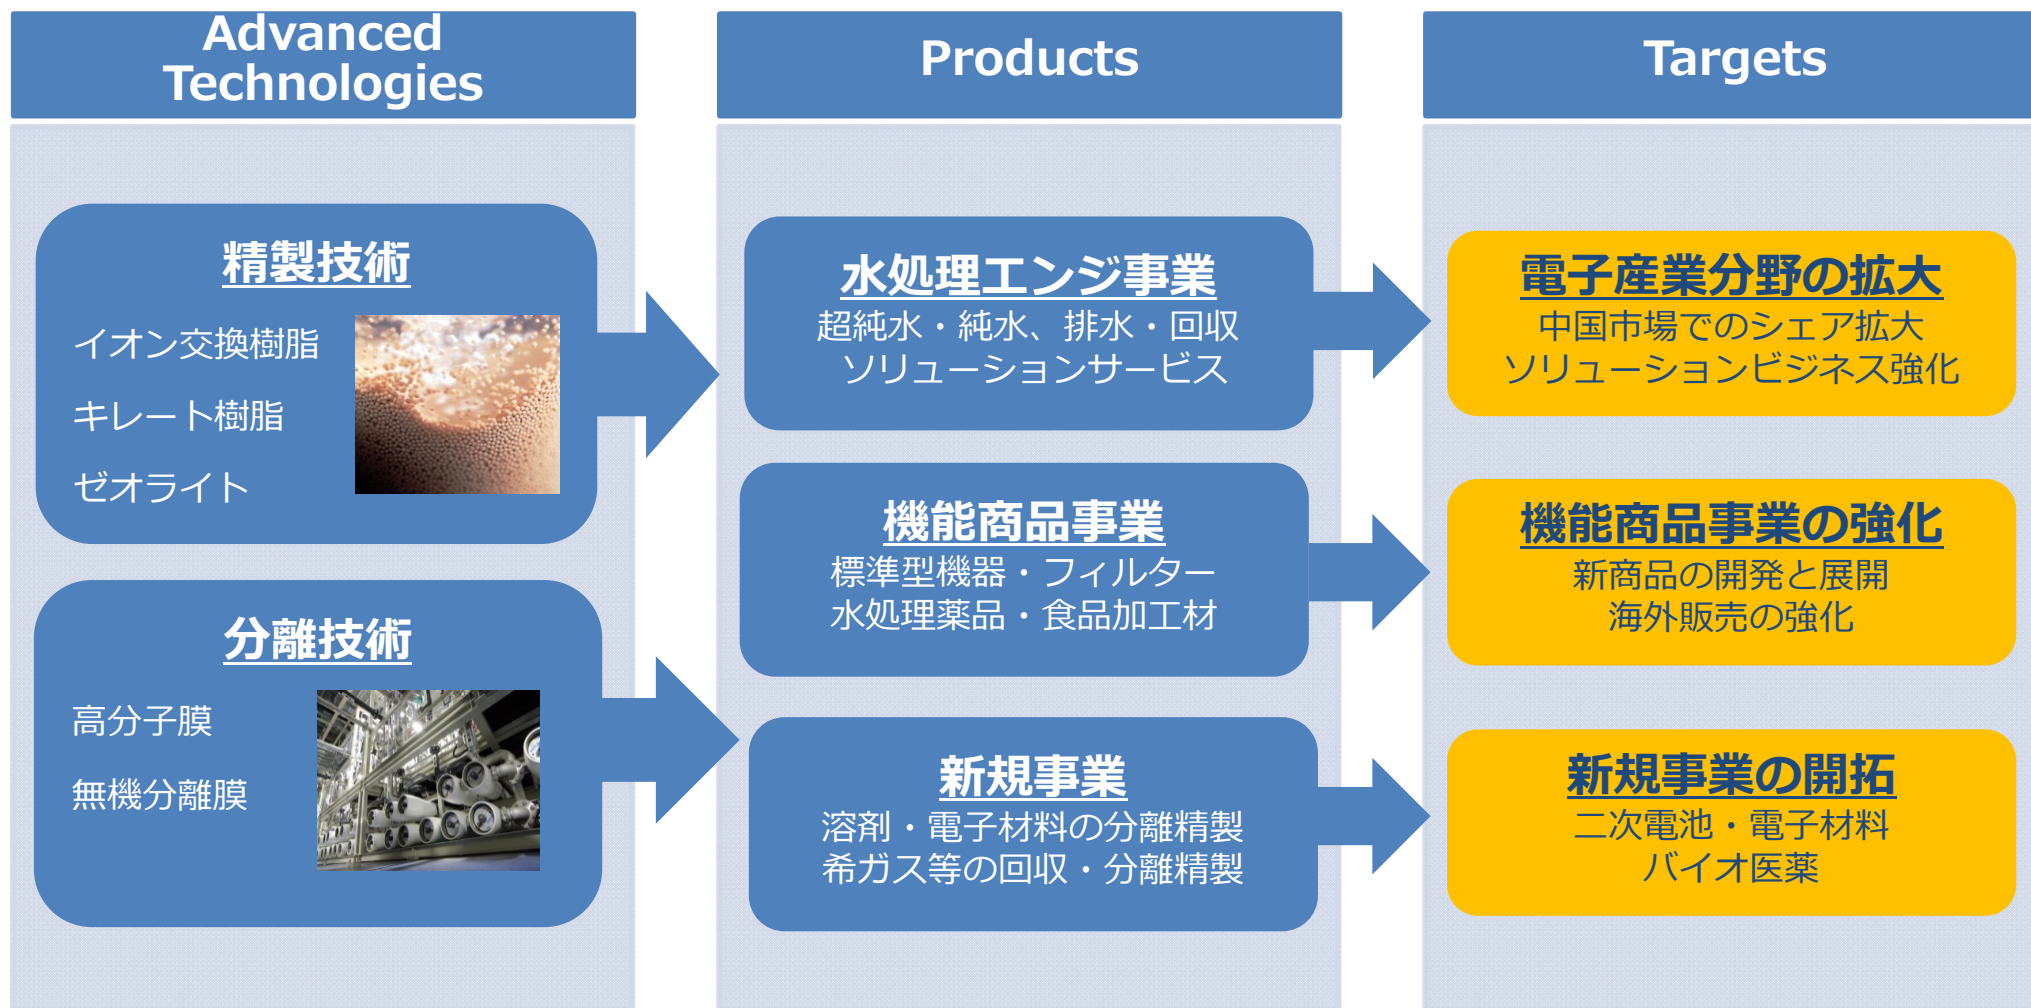 Advanced
Technologies
精製技術
イオン交換樹脂
キレート樹脂
ゼオライト
分離技術
高分子膜
無機分離膜
Products
水処理エンジ事業
超純水・純水、排水・回収
ソリューションサービス
機能商品事業
標準型機器・フィルター
水処理薬品・食品加工材
新規事業
溶剤・電子材料の分離精製
希ガス等の回収・分離精製
Targets
電子産業分野の拡大
中国市場でのシェア拡大
ソリューションビジネス強化
機能商品事業の強化
新商品の開発と展開
海外販売の強化
新規事業の開拓
二次電池・電子材料
バイオ医薬